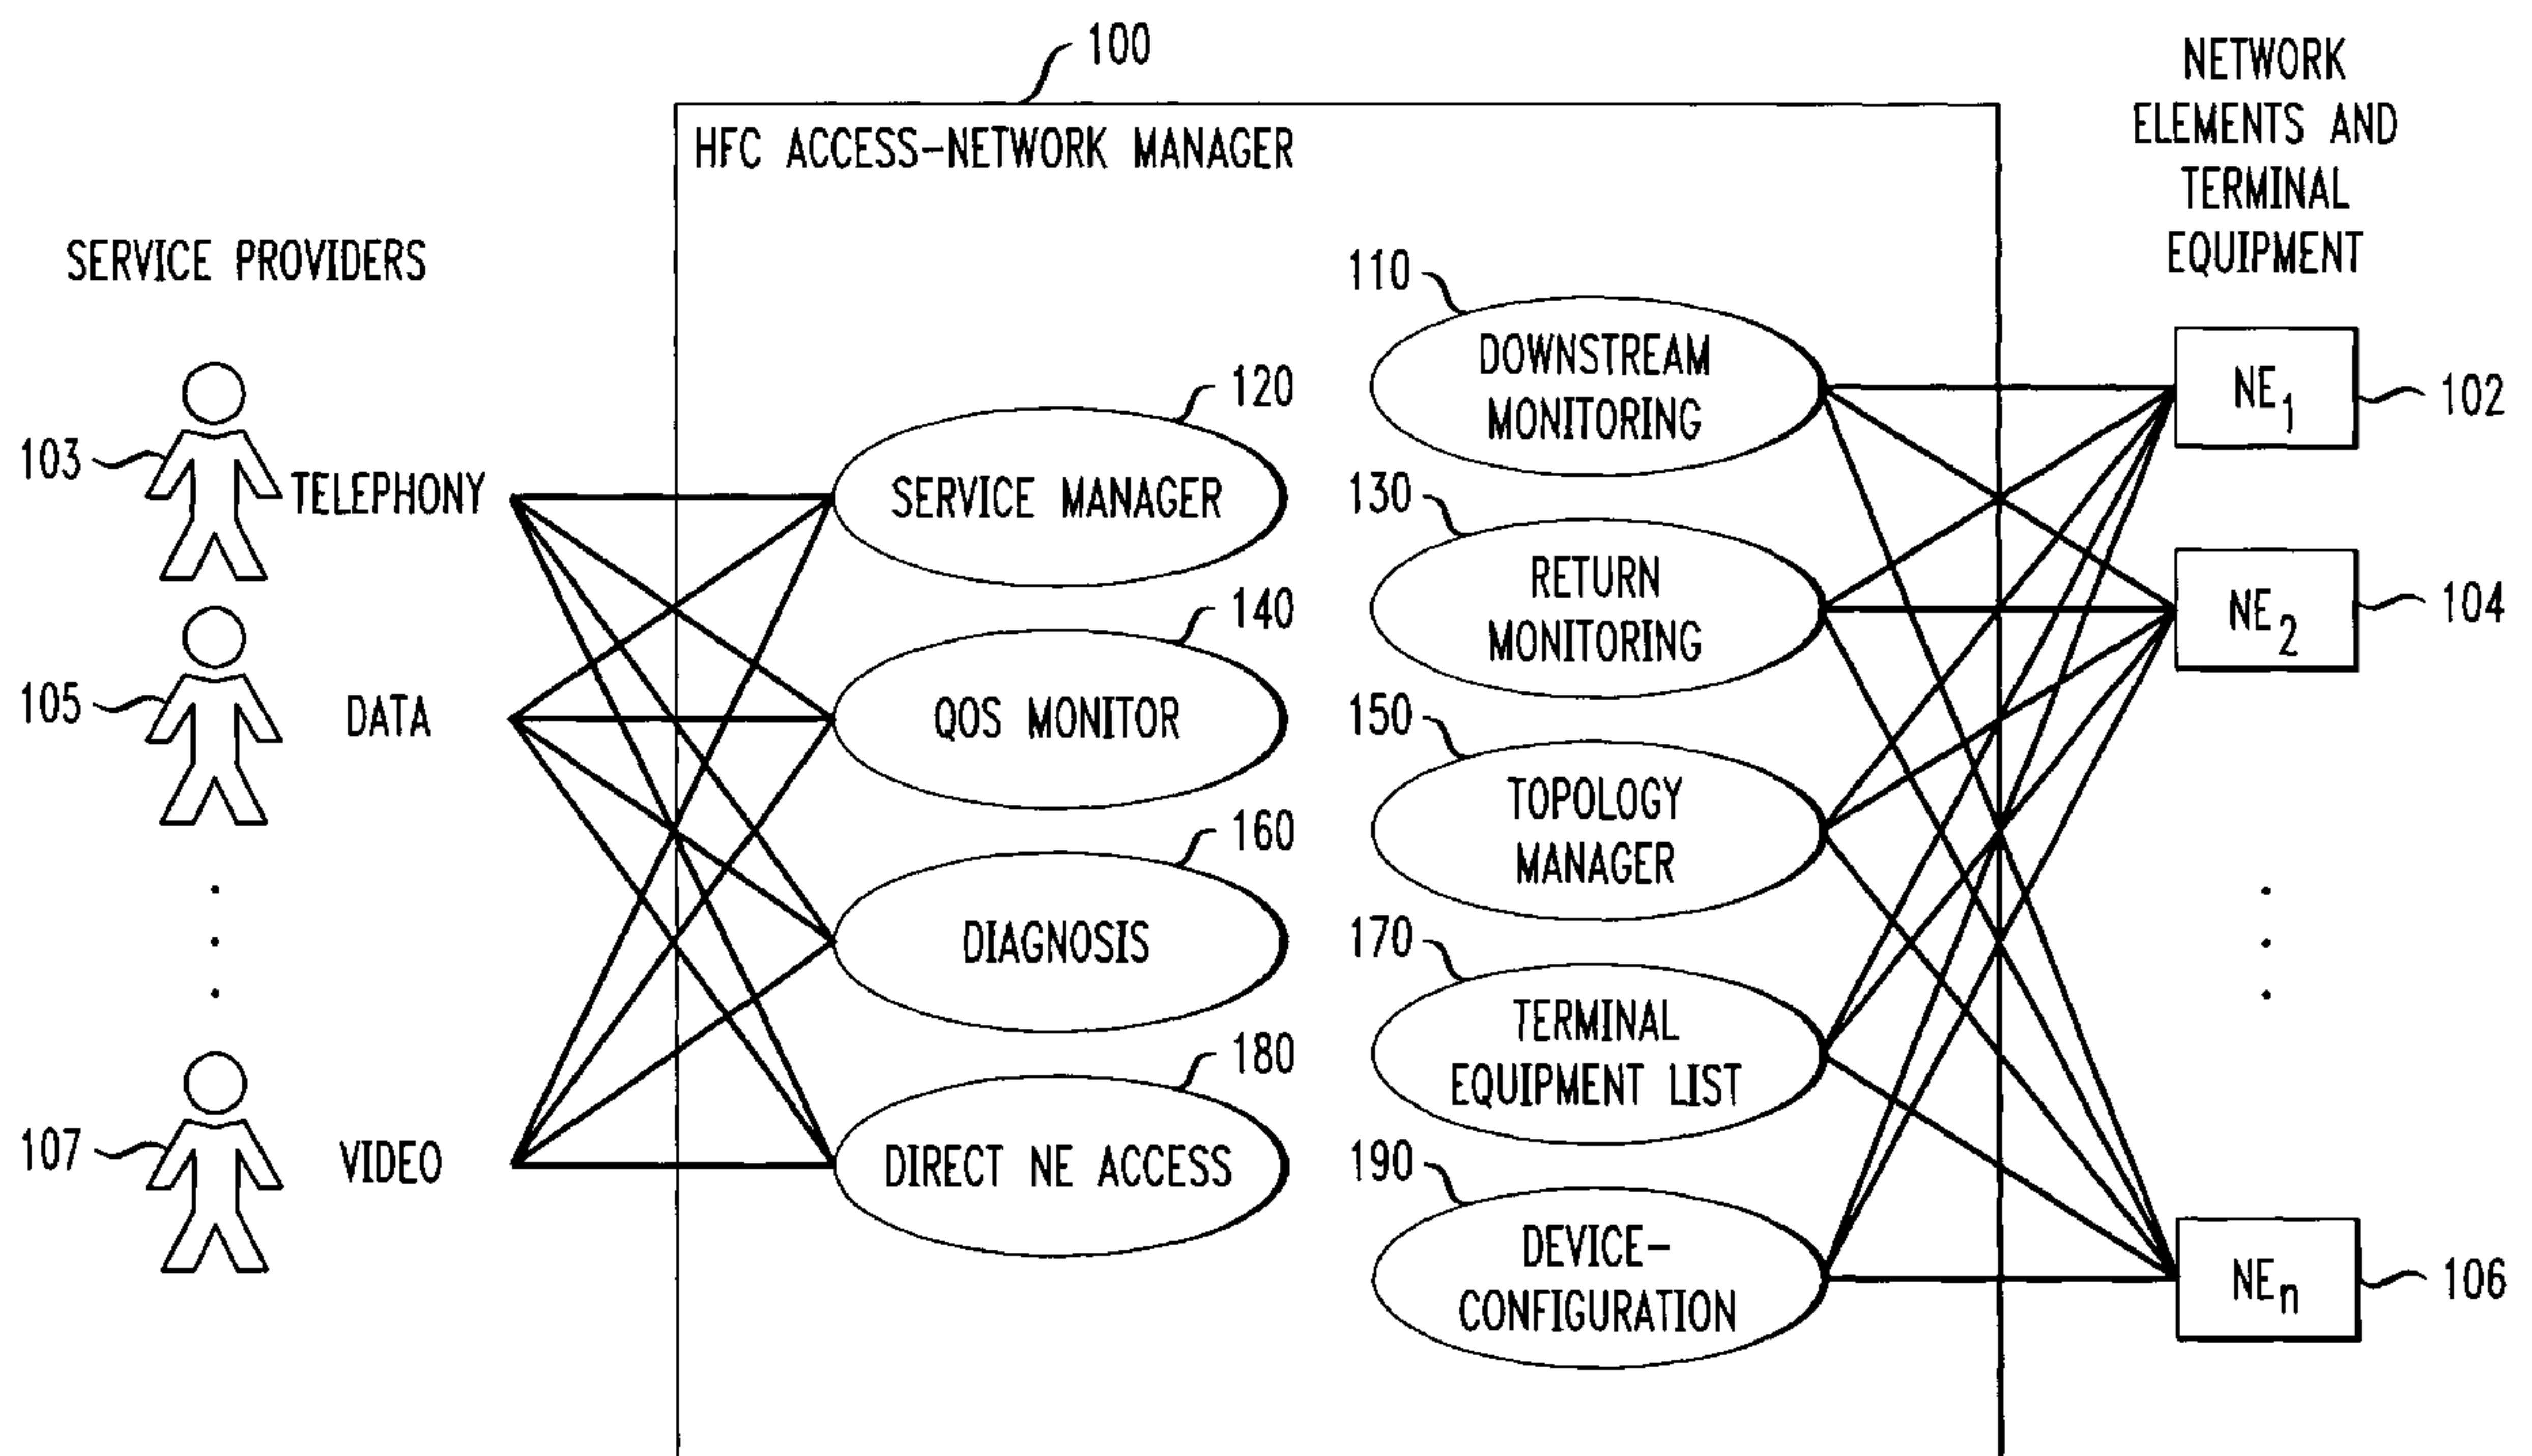 100
HFC ACCESS-NETWORK MANAGER
NETWORK
ELEMENTS AND
TERMINAL
EQUIPMENT
SERVICE PROVIDERS
103
TELEPHONY
105
DATA
107
VIDEO
120
SERVICE MANAGER
140
QOS MONITOR
160
DIAGNOSIS
180
DIRECT NE ACCESS
110
DOWNSTREAM
MONITORING
130
RETURN
MONITORING
150
TOPOLOGY
MANAGER
170
TERMINAL
EQUIPMENT LIST
190
DEVICE-
CONFIGURATION
NE1
102
NE2
104
NEn
106